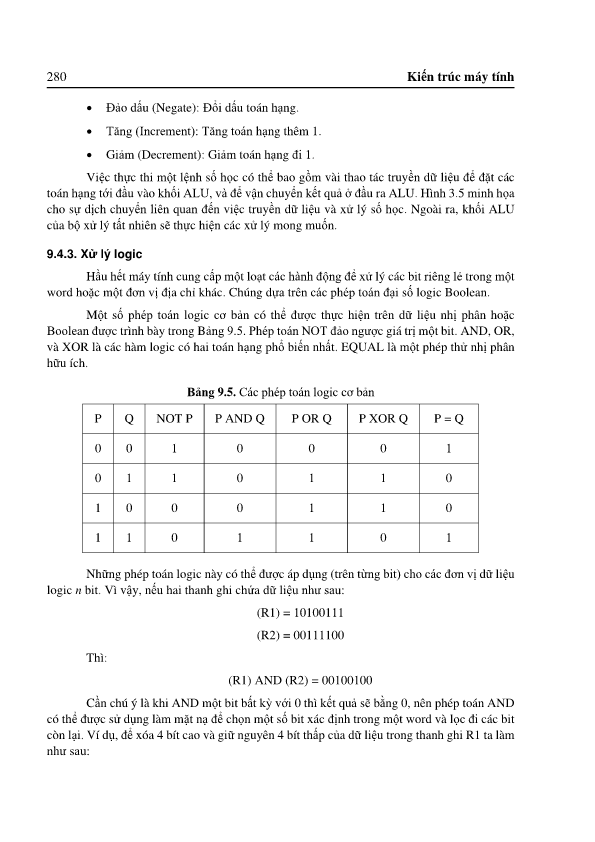 280 Kiến trúc máy tính
• Đảo dấu (Negate): Đổi dấu toán hạng.
• Tăng (Increment): Tăng toán hạng thêm 1.
• Giảm (Decrement): Giảm toán hạng đi 1.
Việc thực thi một lệnh số học có thể bao gồm vài thao tác truyền dữ liệu để đặt các
toán hạng tới đầu vào khối ALU, và để vận chuyển kết quả ở đầu ra ALU. Hình 3.5 minh họa
cho sự dịch chuyển liên quan đến việc truyền dữ liệu và xử lý số học. Ngoài ra, khối ALU
của bộ xử lý tất nhiên sẽ thực hiện các xử lý mong muốn.
9.4.3. Xử lý logic
Hầu hết máy tính cung cấp một loạt các hành động để xử lý các bit riêng lẻ trong một
word hoặc một đơn vị địa chỉ khác. Chúng dựa trên các phép toán đại số logic Boolean.
Một số phép toán logic cơ bản có thể được thực hiện trên dữ liệu nhị phân hoặc
Boolean được trình bày trong Bảng 9.5. Phép toán NOT đảo ngược giá trị một bit. AND, OR,
và XOR là các hàm logic có hai toán hạng phổ biến nhất. EQUAL là một phép thử nhị phân
hữu ích.
Bảng 9.5. Các phép toán logic cơ bản
P Q NOT P P AND Q P OR Q P XOR Q P = Q
0 0 1 0 0 0 1
0 1 1 0 1 1 0
1 0 0 0 1 1 0
1 1 0 1 1 0 1
Những phép toán logic này có thể được áp dụng (trên từng bit) cho các đơn vị dữ liệu
logic n bit. Vì vậy, nếu hai thanh ghi chứa dữ liệu như sau:
(R1) = 10100111
(R2) = 00111100
Thì:
(R1) AND (R2) = 00100100
Cần chú ý là khi AND một bit bất kỳ với 0 thì kết quả sẽ bằng 0, nên phép toán AND
có thể được sử dụng làm mặt nạ để chọn một số bit xác định trong một word và lọc đi các bit
còn lại. Ví dụ, để xóa 4 bít cao và giữ nguyên 4 bít thấp của dữ liệu trong thanh ghi R1 ta làm
như sau: